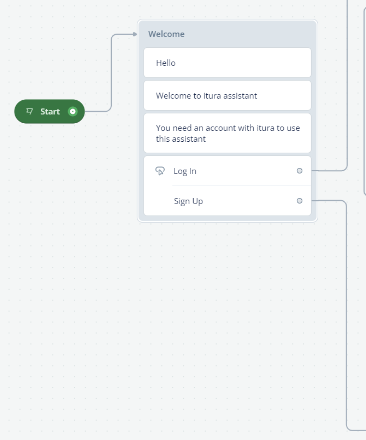 Welcome
Hello
Start
Welcome to Itura assistant
You need an account with itura to use
this assistant
Log In
Sign Up